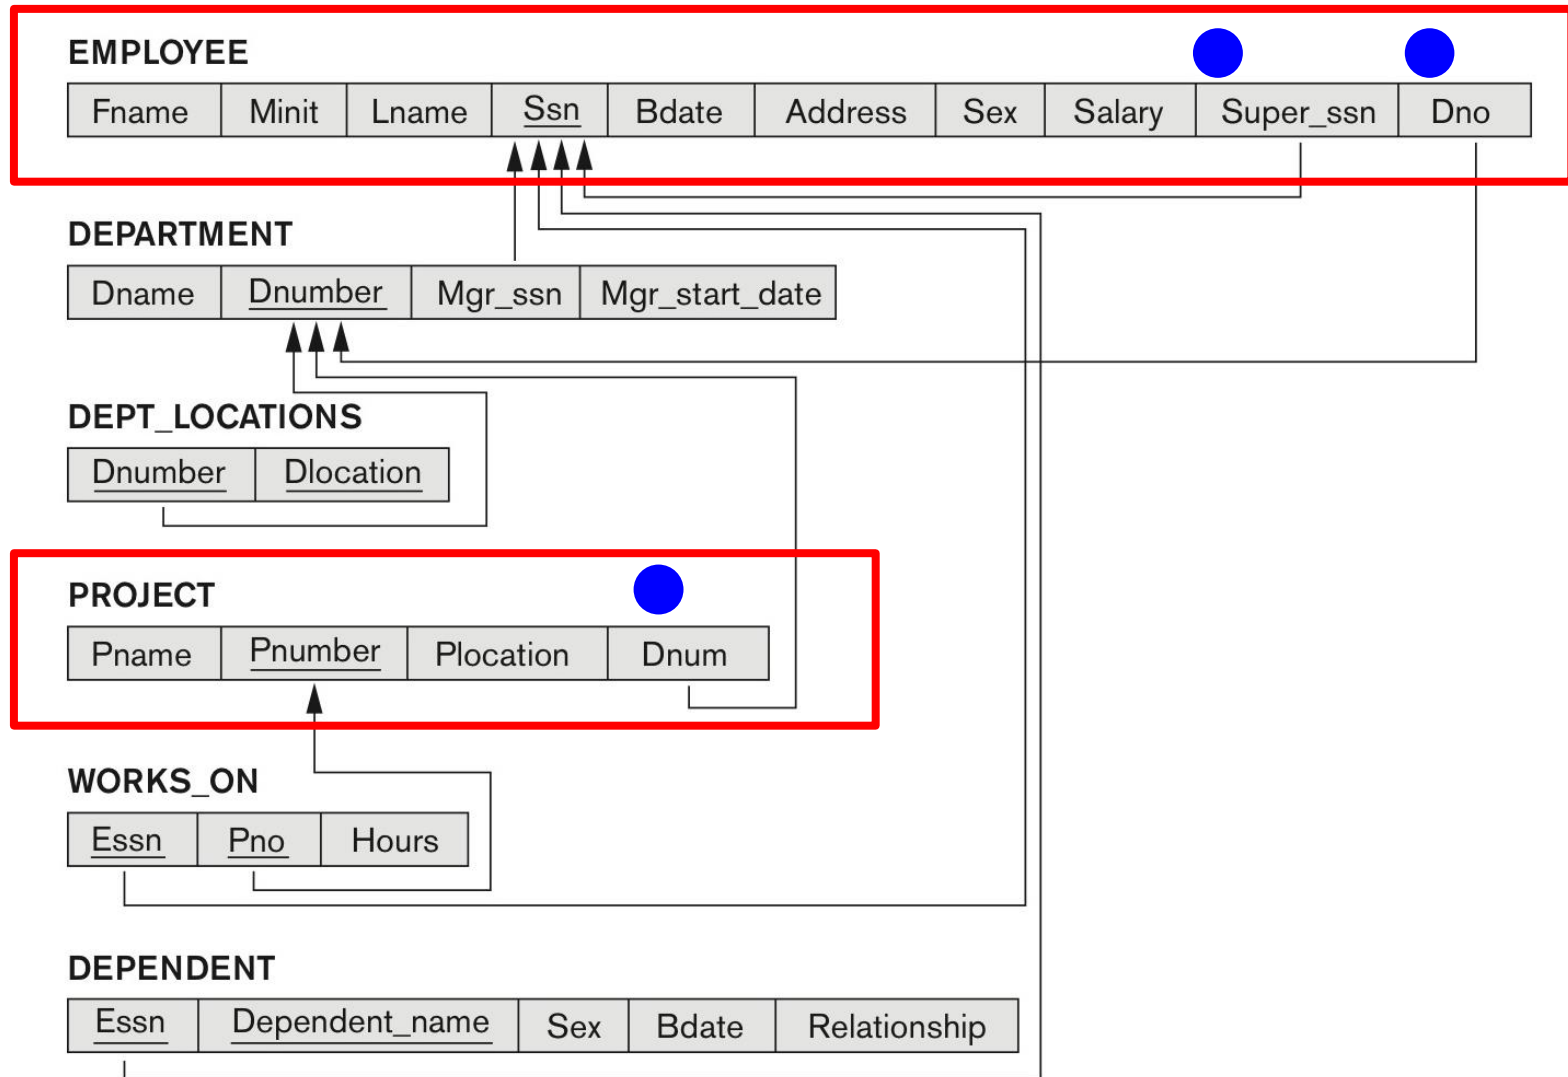 EMPLOYEE
Fname Minit Lname Ssn Bdate Address Sex Salary Super_ssn Dno
DEPARTMENT
Dname Dnumber Mgr_ssn Mgr_start_date
DEPT_LOCATIONS
Dnumber Dlocation
PROJECT
Pname Pnumber Plocation Dnum
WORKS_ON
Essn Pno Hours
DEPENDENT
Essn Dependent_name Sex Bdate Relationship